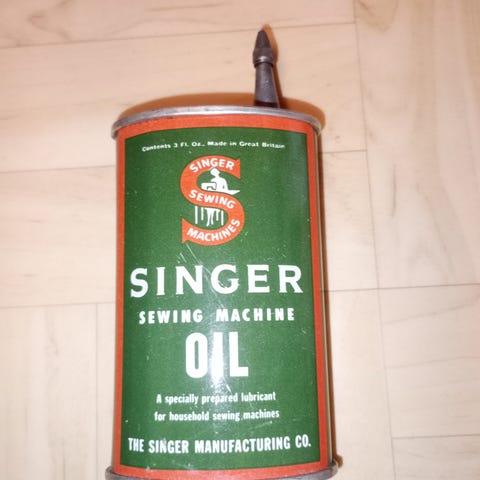 Contents 3 Fl. Oz., Made in Great Britain
SINGER
SEWING
MACHINES
SINGER
SEWING MACHINE
OIL
A specially prepared lubricant
for household sewing machines
THE SINGER MANUFACTURING CO.